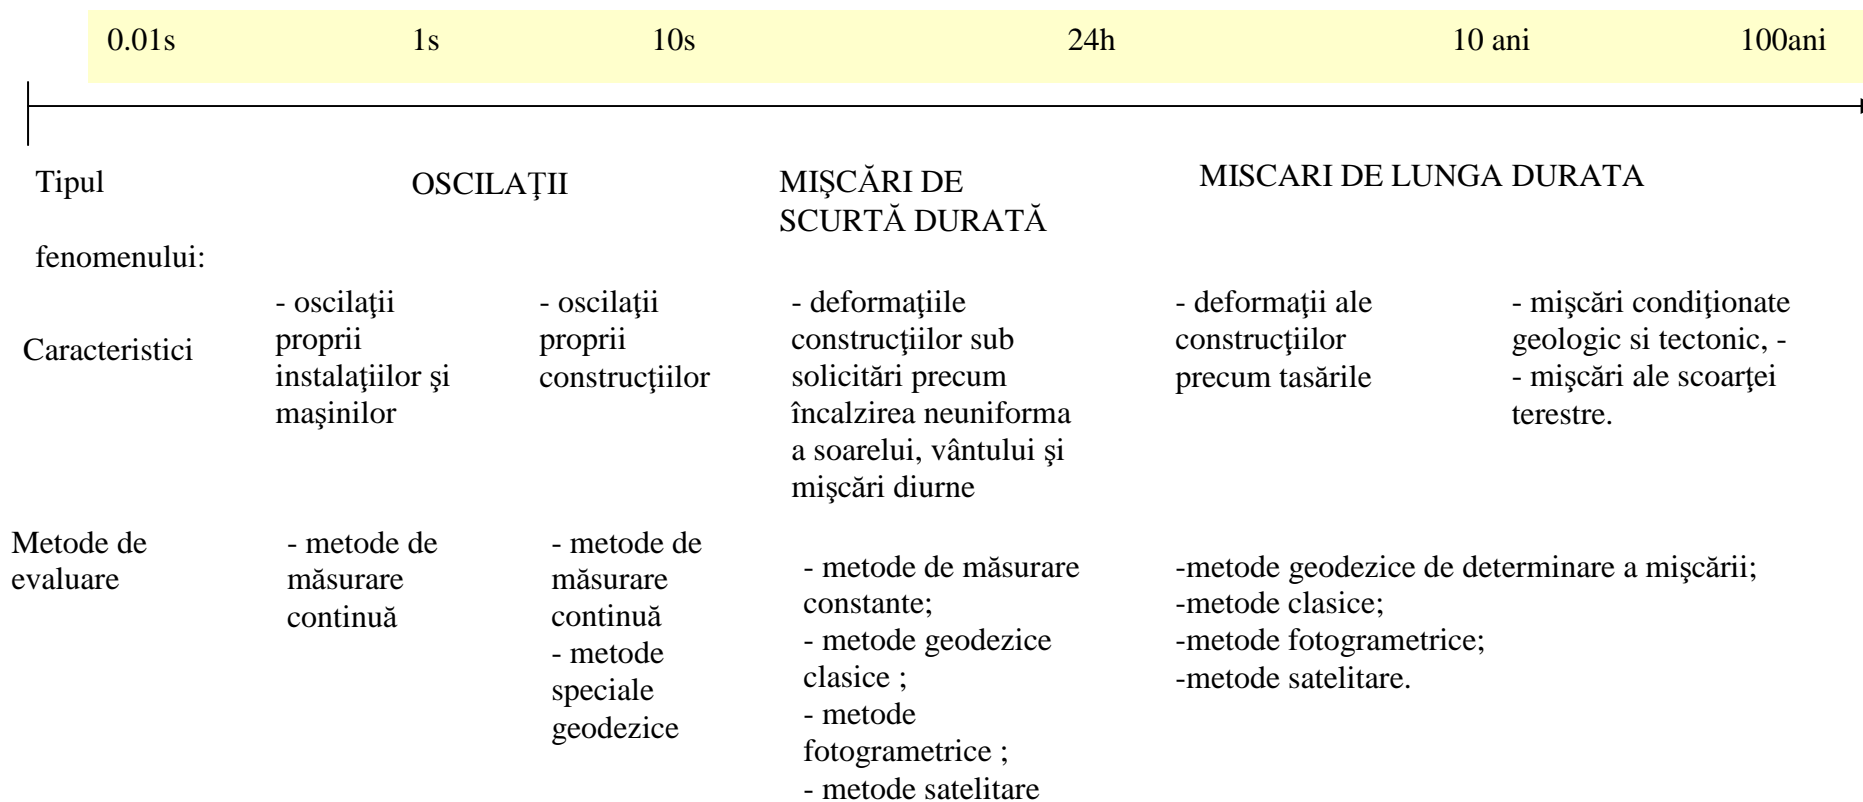 0.01s 1s 10s 24h 10 ani 100ani
Tipul
fenomenului:
OSCILAŢII
MIŞCĂRI DE
SCURTĂ DURATĂ
MISCARI DE LUNGA DURATA
Caracteristici
- oscilaţii
proprii
instalaţiilor şi
maşinilor
- oscilaţii
proprii
construcţiilor
- deformaţiile
construcţiilor sub
solicitări precum
încalzirea neuniforma
a soarelui, vântului şi
mişcări diurne
- deformaţii ale
construcţiilor
precum tasările
- mişcări condiţionate
geologic si tectonic, -
- mişcări ale scoarţei
terestre.
Metode de
evaluare
- metode de
măsurare
continuă
- metode de
măsurare
continuă
- metode
speciale
geodezice
- metode de măsurare
constante;
- metode geodezice
clasice ;
- metode
fotogrametrice ;
- metode satelitare
-metode geodezice de determinare a mişcării;
-metode clasice;
-metode fotogrametrice;
-metode satelitare.